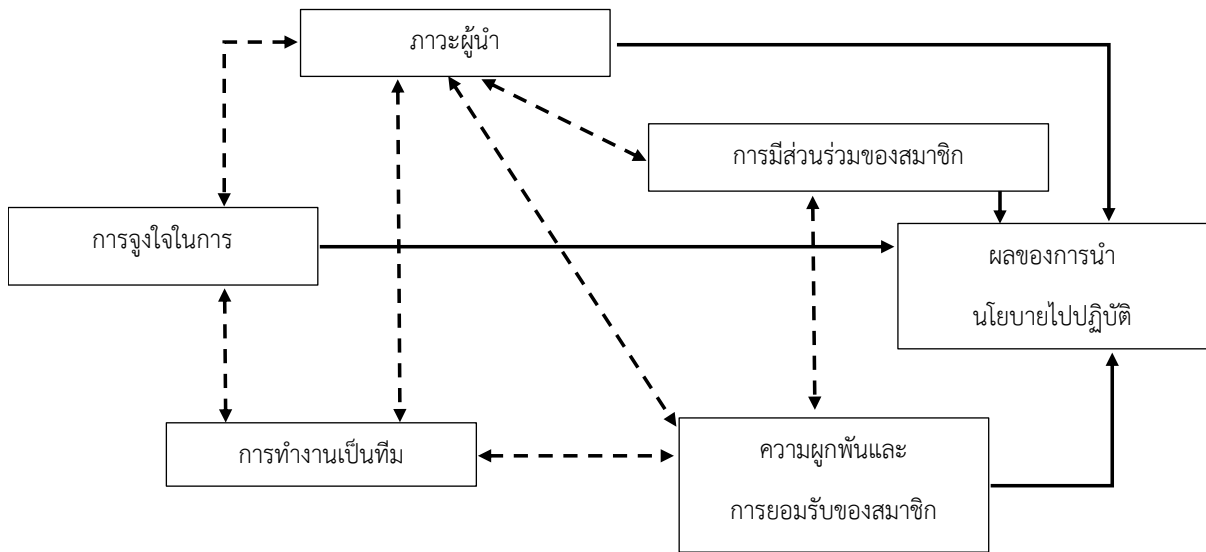 ภาวะผู้นำ
การมีส่วนร่วมของสมาชิก
การจูงใจในการ
ผลของการนำ
นโยบายไปปฏิบัติ
การทำงานเป็นทีม
ความผูกพันและ
การยอมรับของสมาชิก